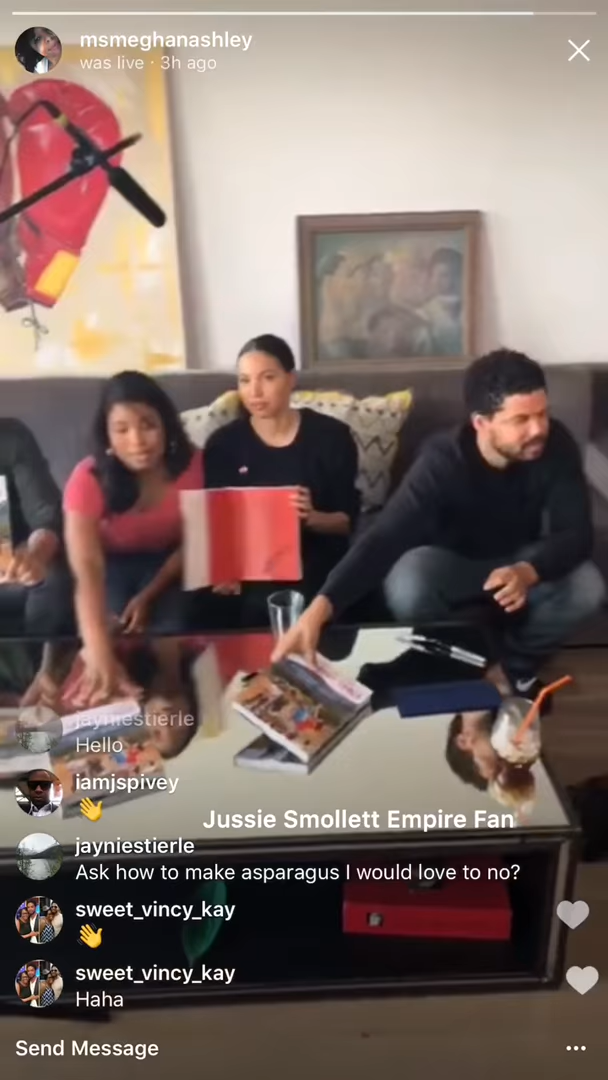 msmeghanashley
was live · 3h ago
jayniestierle
Hello
iamjspivey
👋
Jussie Smollett Empire Fan
jayniestierle
Ask how to make asparagus I would love to no?
sweet_vincy_kay
👋
sweet_vincy_kay
Haha
Send Message